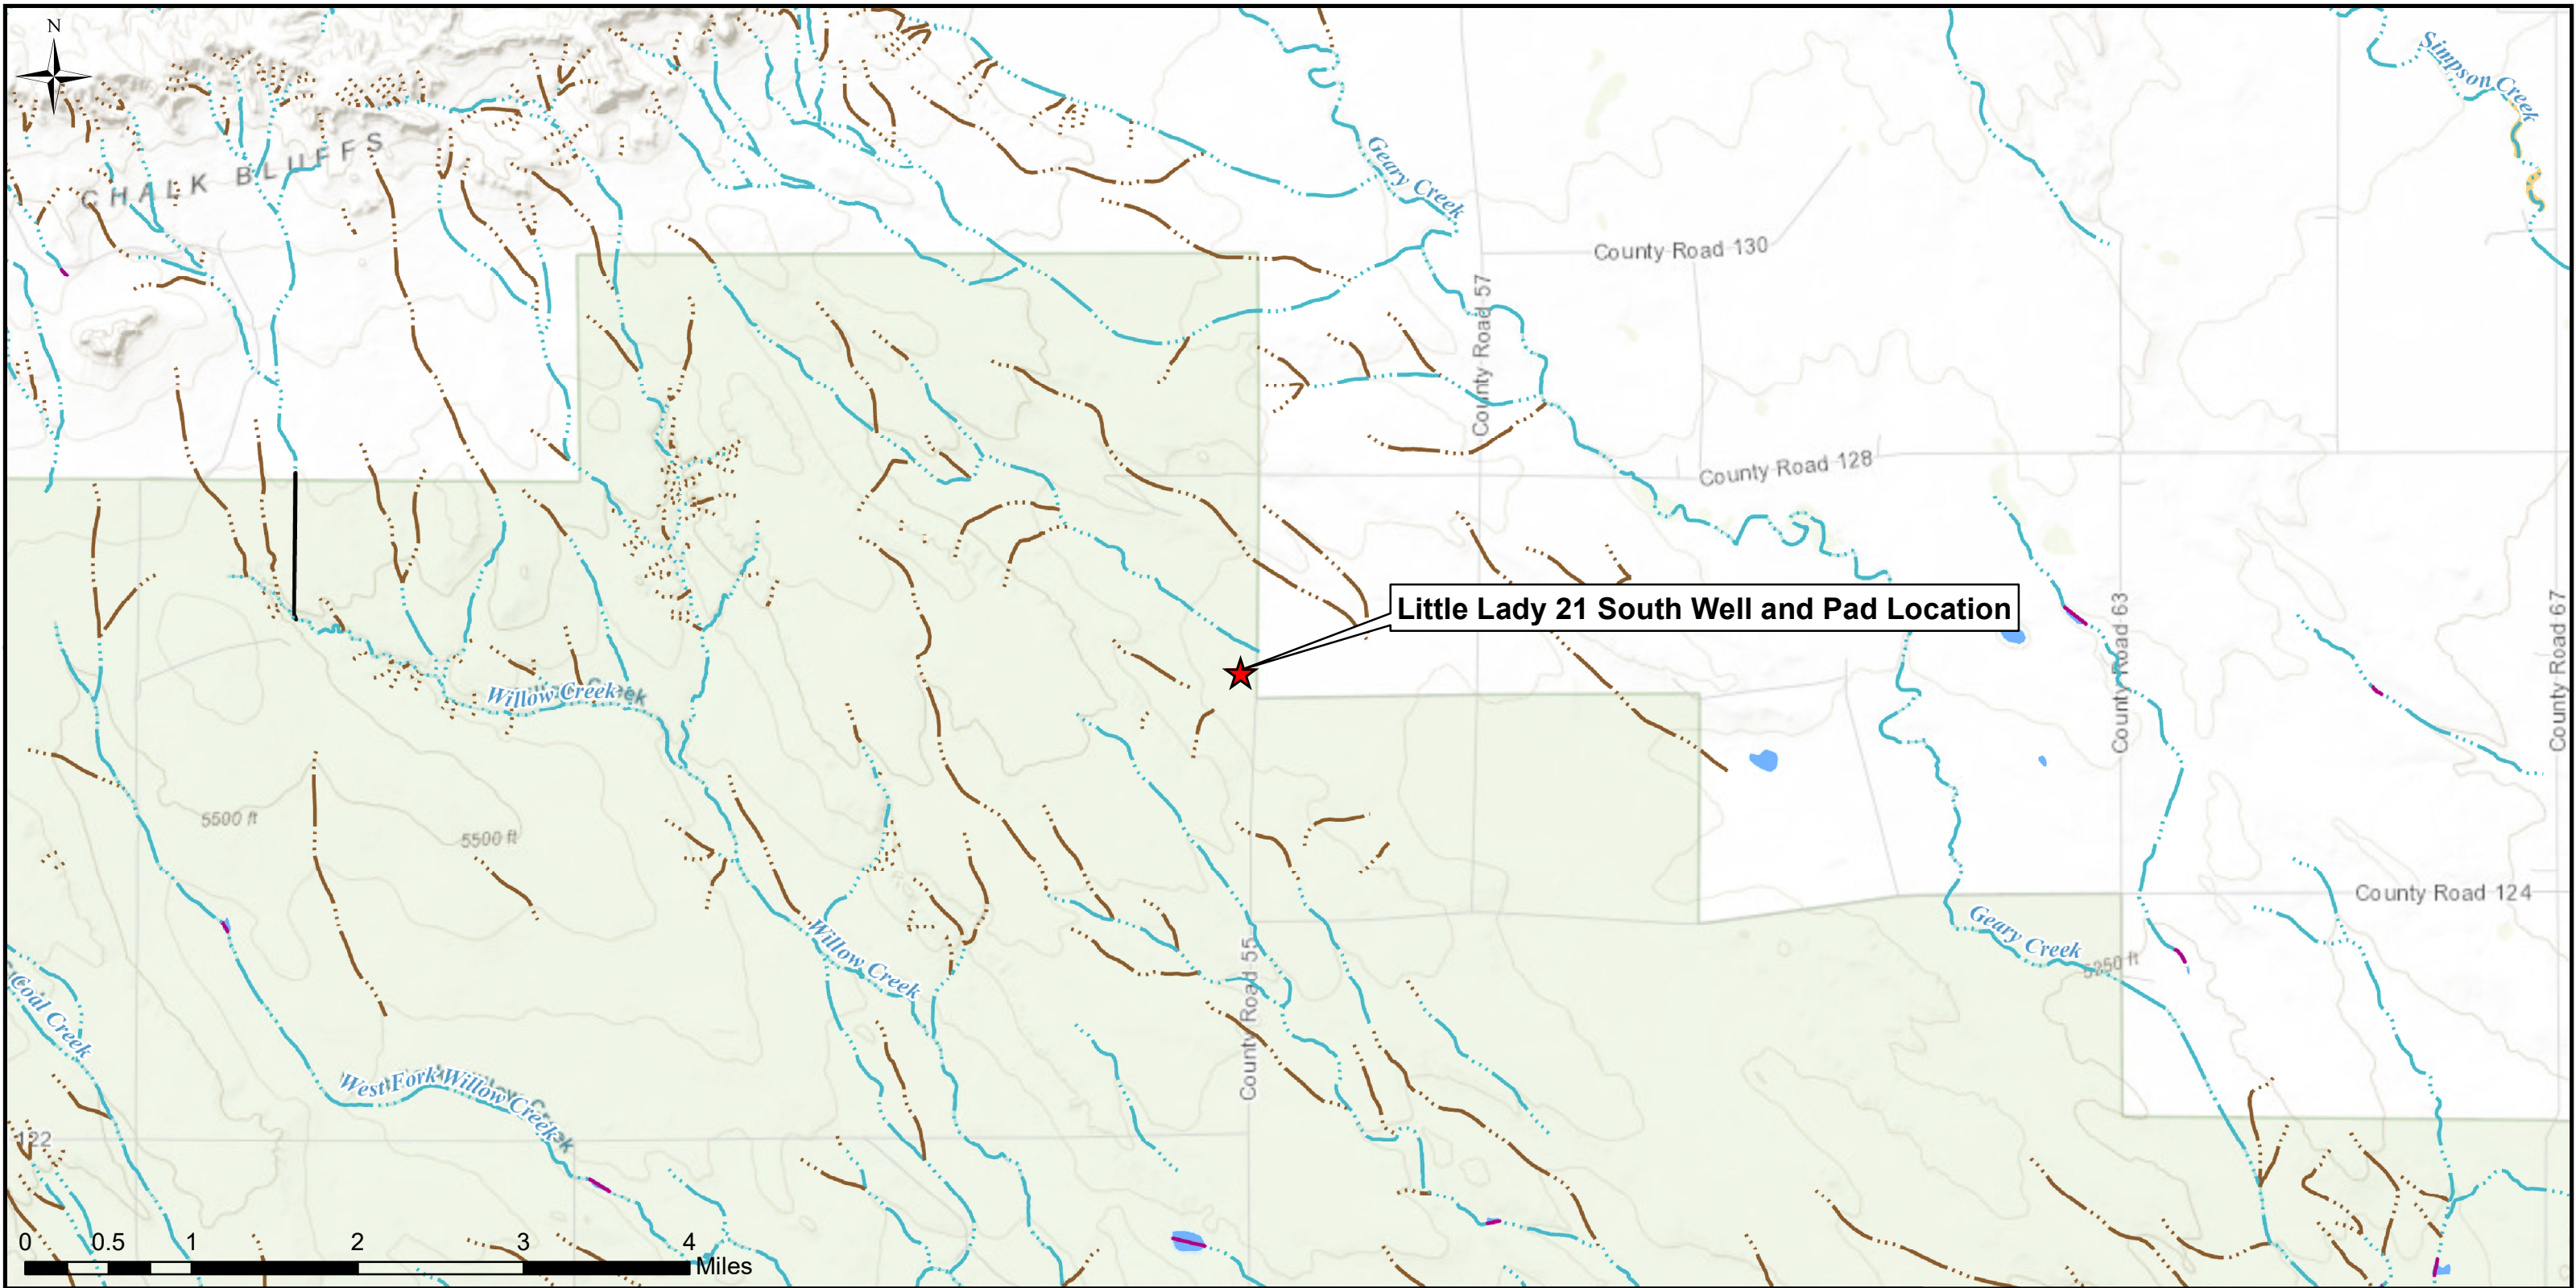 N
Simpson Creek
CHALK BLUFFS
Geary Creek
County Road 130
County Road 57
County Road 128
Little Lady 21 South Well and Pad Location
County Road 63
County Road 67
Willow Creek
5500 ft
5500 ft
County Road 124
Willow Creek
Geary Creek
5250 ft
County Road 55
Coal Creek
West Fork Willow Creek
122
0 0.5 1 2 3 4
Miles